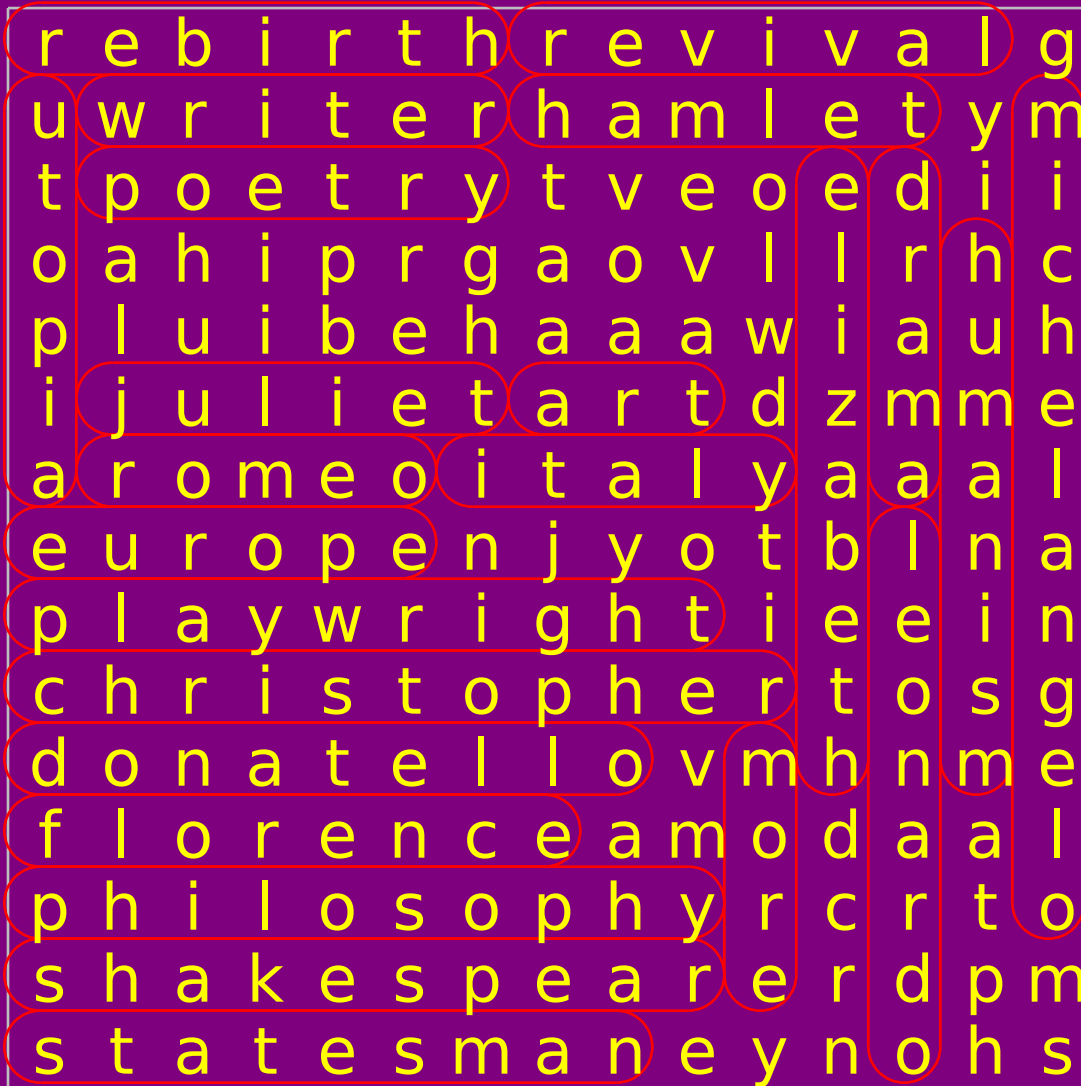 r e b i r t h r e v i v a l g
u w r i t e r h a m l e t y m
t p o e t r y t v e o e d i i
o a h i p r g a o v l l r h c
p l u i b e h a a a w i a u h
i j u l i e t a r t d z m m e
a r o m e o i t a l y a a a l
e u r o p e n j y o t b l n a
p l a y w r i g h t i e e i n
c h r i s t o p h e r t o s g
d o n a t e l l o v m h n m e
f l o r e n c e a m o d a a l
p h i l o s o p h y r c r t o
s h a k e s p e a r e r d p m
s t a t e s m a n e y n o h s